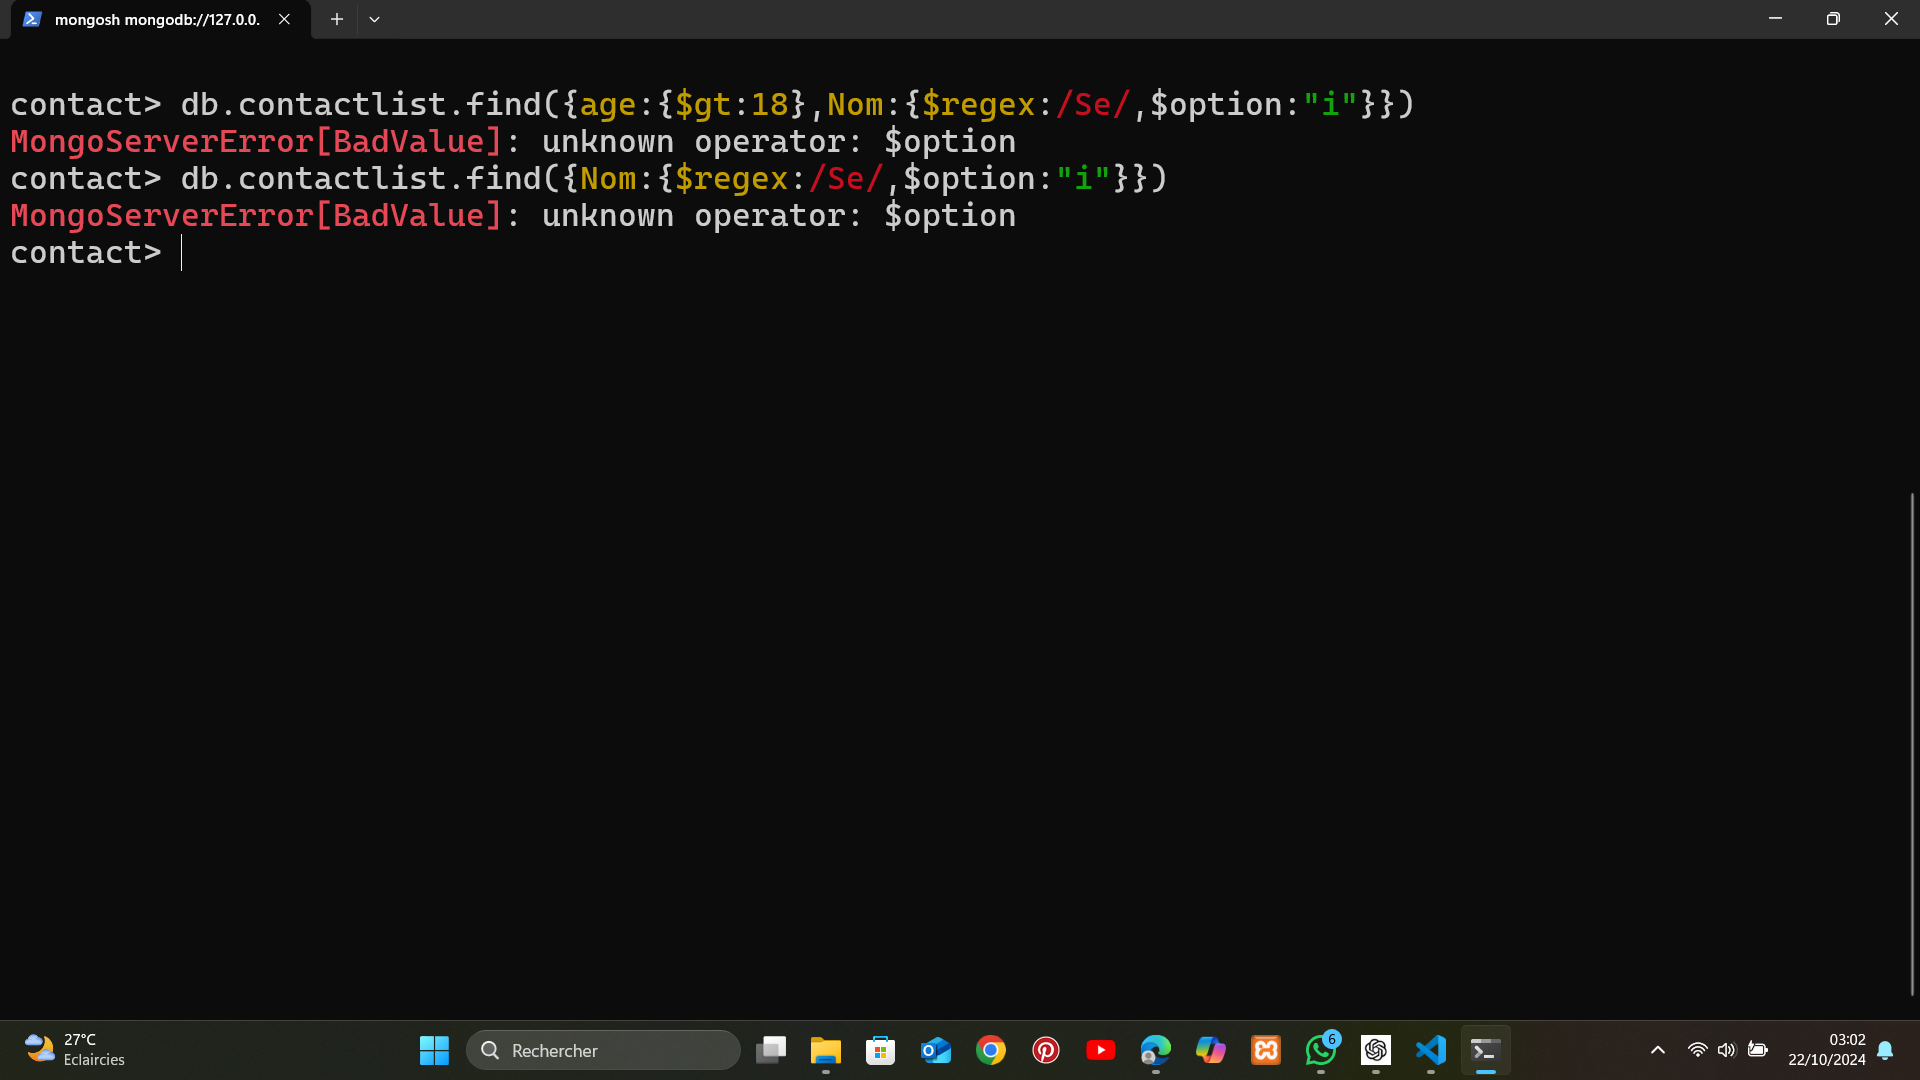 mongosh mongodb://127.0.0.
contact> db.contactlist.find({age:{$gt:18},Nom:{$regex:/Se/,$option:"i"}})
MongoServerError[BadValue]: unknown operator: $option
contact> db.contactlist.find({Nom:{$regex:/Se/,$option:"i"}})
MongoServerError[BadValue]: unknown operator: $option
contact>
27°C
Eclaircies
Rechercher
6
03:02
22/10/2024